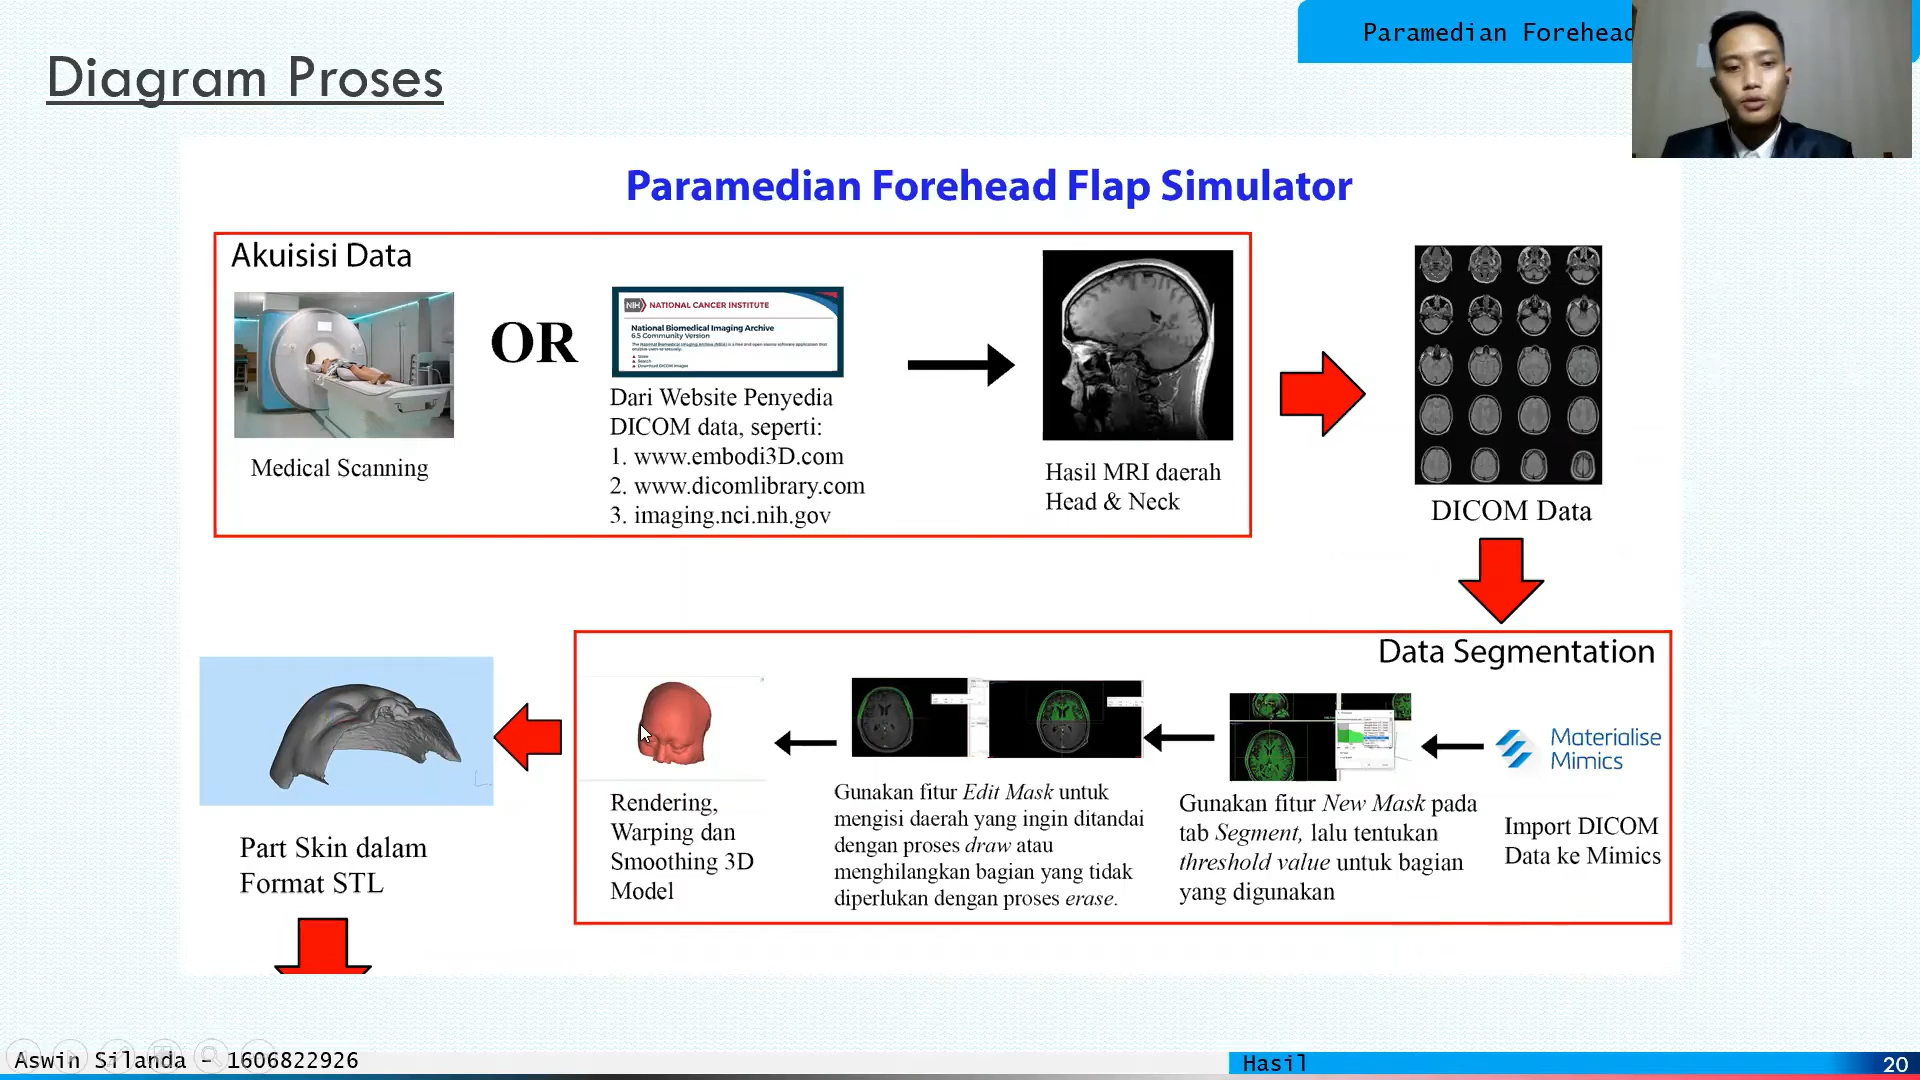 Paramedian Forehead
Diagram Proses
Paramedian Forehead Flap Simulator
Akuisisi Data
OR
NIH NATIONAL CANCER INSTITUTE
National Biomedical Imaging Archive
6.5 Community Version
Medical Scanning
Dari Website Penyedia
DICOM data, seperti:
1. www.embodi3D.com
2. www.dicomlibrary.com
3. imaging.nci.nih.gov
Hasil MRI daerah
Head & Neck
DICOM Data
Data Segmentation
Materialise
Mimics
Import DICOM
Data ke Mimics
Gunakan fitur New Mask pada
tab Segment, lalu tentukan
threshold value untuk bagian
yang digunakan
Gunakan fitur Edit Mask untuk
mengisi daerah yang ingin ditandai
dengan proses draw atau
menghilangkan bagian yang tidak
diperlukan dengan proses erase.
Rendering,
Warping dan
Smoothing 3D
Model
Part Skin dalam
Format STL
Aswin Silanda - 1606822926
Hasil
20